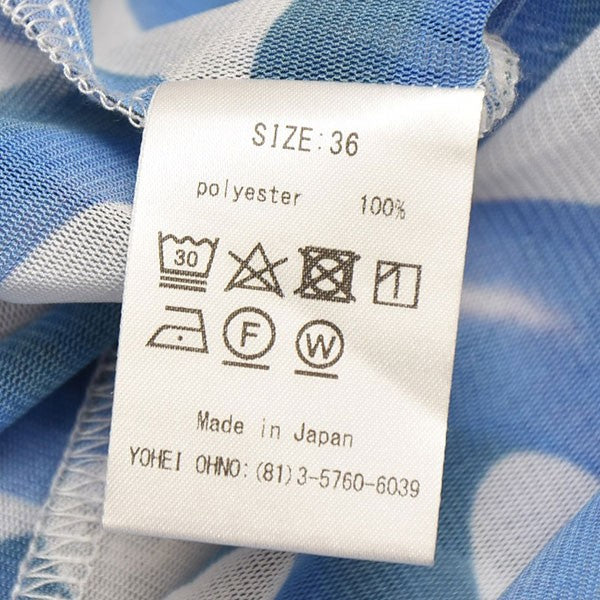 SIZE:36
polyester 100%
30
F W
Made in Japan
YOHEI OHNO:(81)3-5760-6039